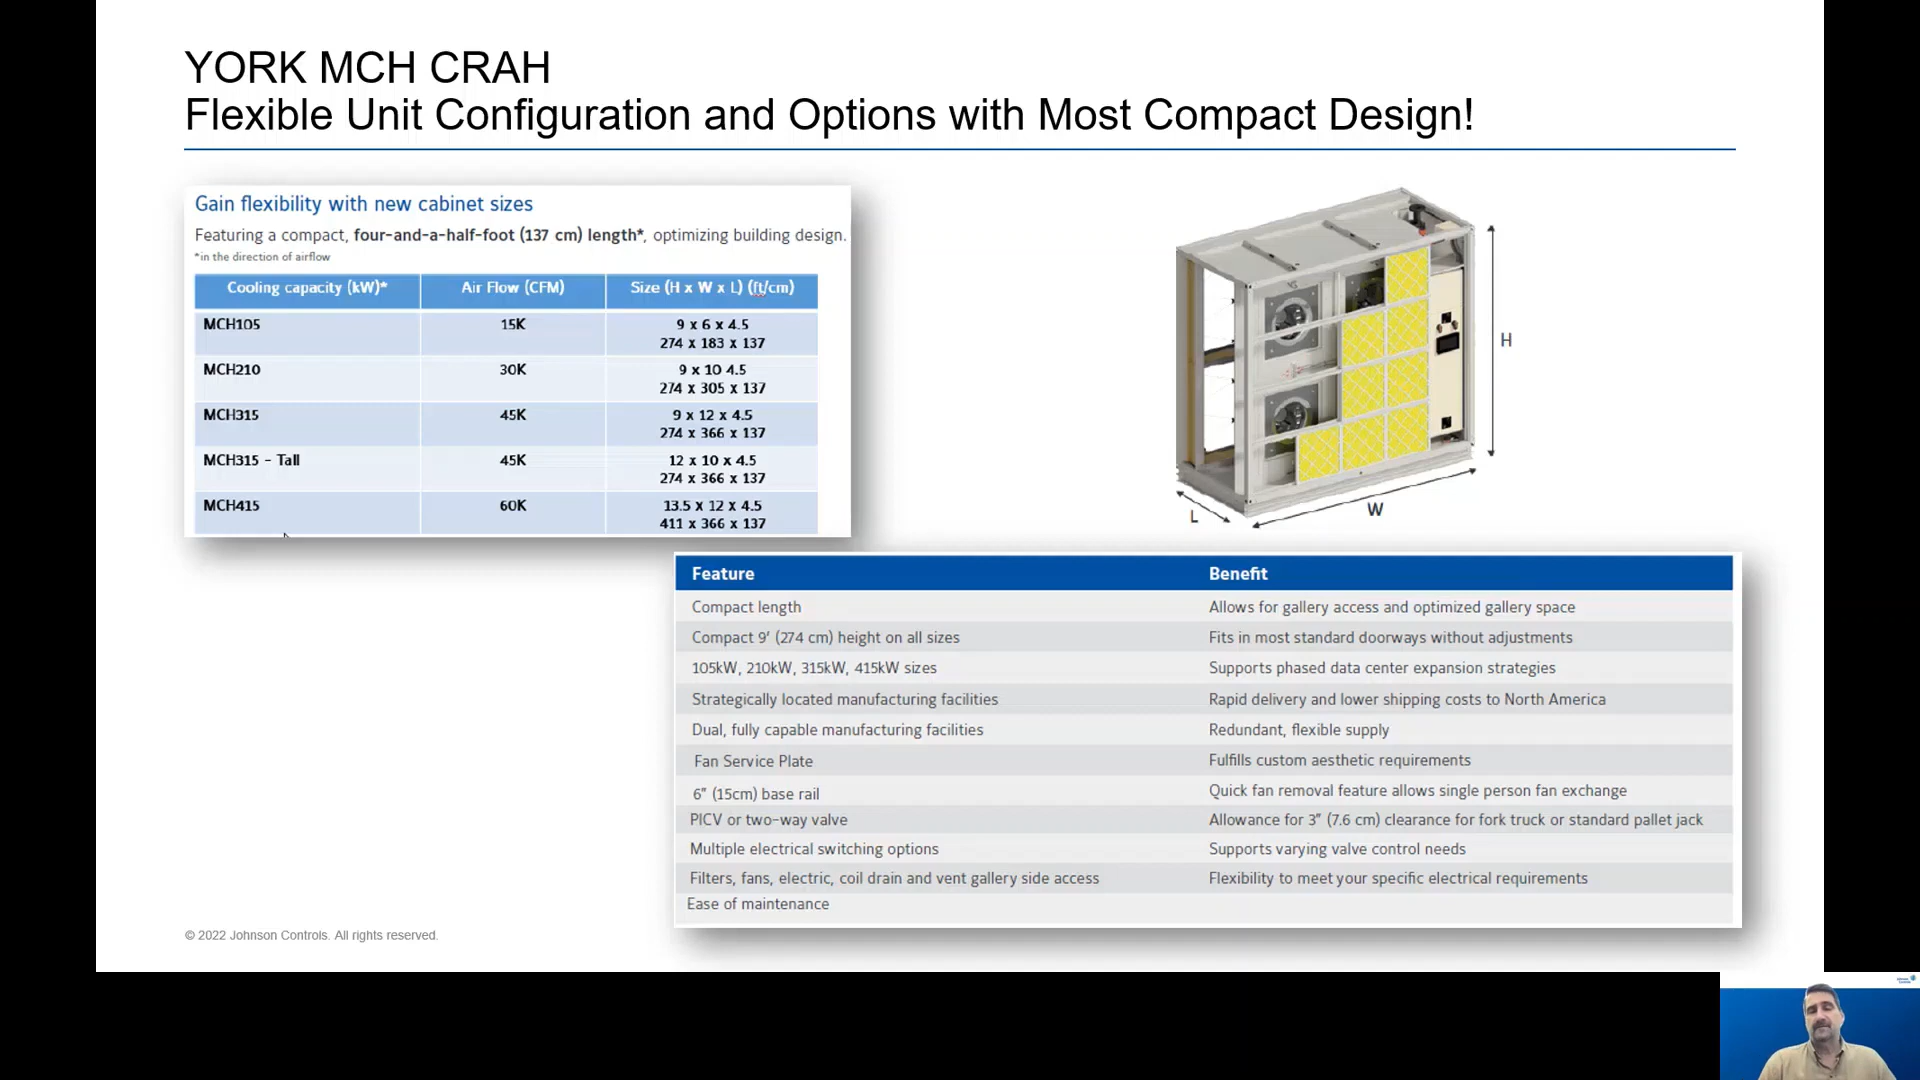 YORK MCH CRAH
Flexible Unit Configuration and Options with Most Compact Design!
Gain flexibility with new cabinet sizes
Featuring a compact, four-and-a-half-foot (137 cm) length*, optimizing building design.
*in the direction of airflow
Cooling capacity (kW)* Air Flow (CFM) Size (H x W x L) (ft/cm)
MCH105 15K 9 x 6 x 4.5
274 x 183 x 137
MCH210 30K 9 x 10 4.5
274 x 305 x 137
MCH315 45K 9 x 12 x 4.5
274 x 366 x 137
MCH315 - Tall 45K 12 x 10 x 4.5
274 x 366 x 137
MCH415 60K 13.5 x 12 x 4.5
411 x 366 x 137
H
L
W
Feature Benefit
Compact length Allows for gallery access and optimized gallery space
Compact 9' (274 cm) height on all sizes Fits in most standard doorways without adjustments
105kW, 210kW, 315kW, 415kW sizes Supports phased data center expansion strategies
Strategically located manufacturing facilities Rapid delivery and lower shipping costs to North America
Dual, fully capable manufacturing facilities Redundant, flexible supply
Fan Service Plate Fulfills custom aesthetic requirements
6" (15cm) base rail Quick fan removal feature allows single person fan exchange
PICV or two-way valve Allowance for 3" (7.6 cm) clearance for fork truck or standard pallet jack
Multiple electrical switching options Supports varying valve control needs
Filters, fans, electric, coil drain and vent gallery side access Flexibility to meet your specific electrical requirements
Ease of maintenance
© 2022 Johnson Controls. All rights reserved.